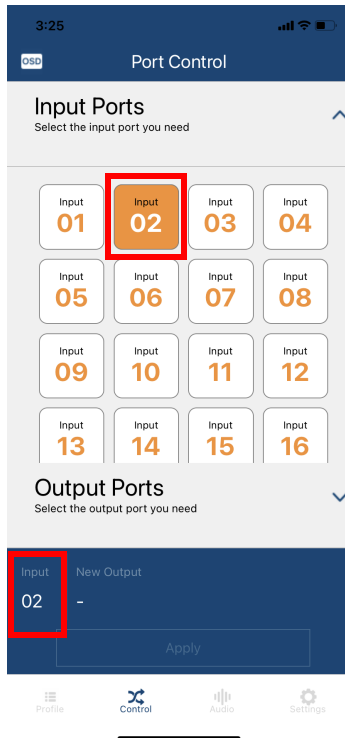 3:25
OSD
Port Control
Input Ports
Select the input port you need
Input Input Input Input
01 02 03 04
Input Input Input Input
05 06 07 08
Input Input Input Input
09 10 11 12
Input Input Input Input
13 14 15 16
Output Ports
Select the output port you need
Input New Output
02 -
Apply
Profile Control Audio Settings